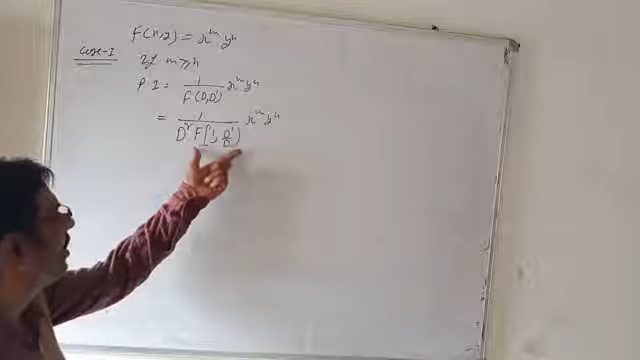 F(x,y) = x^m y^n
Case-I If m ≥ n
P.I = 1/F(D,D') x^m y^n
= 1/D^r F[1, D'/D) x^m y^n